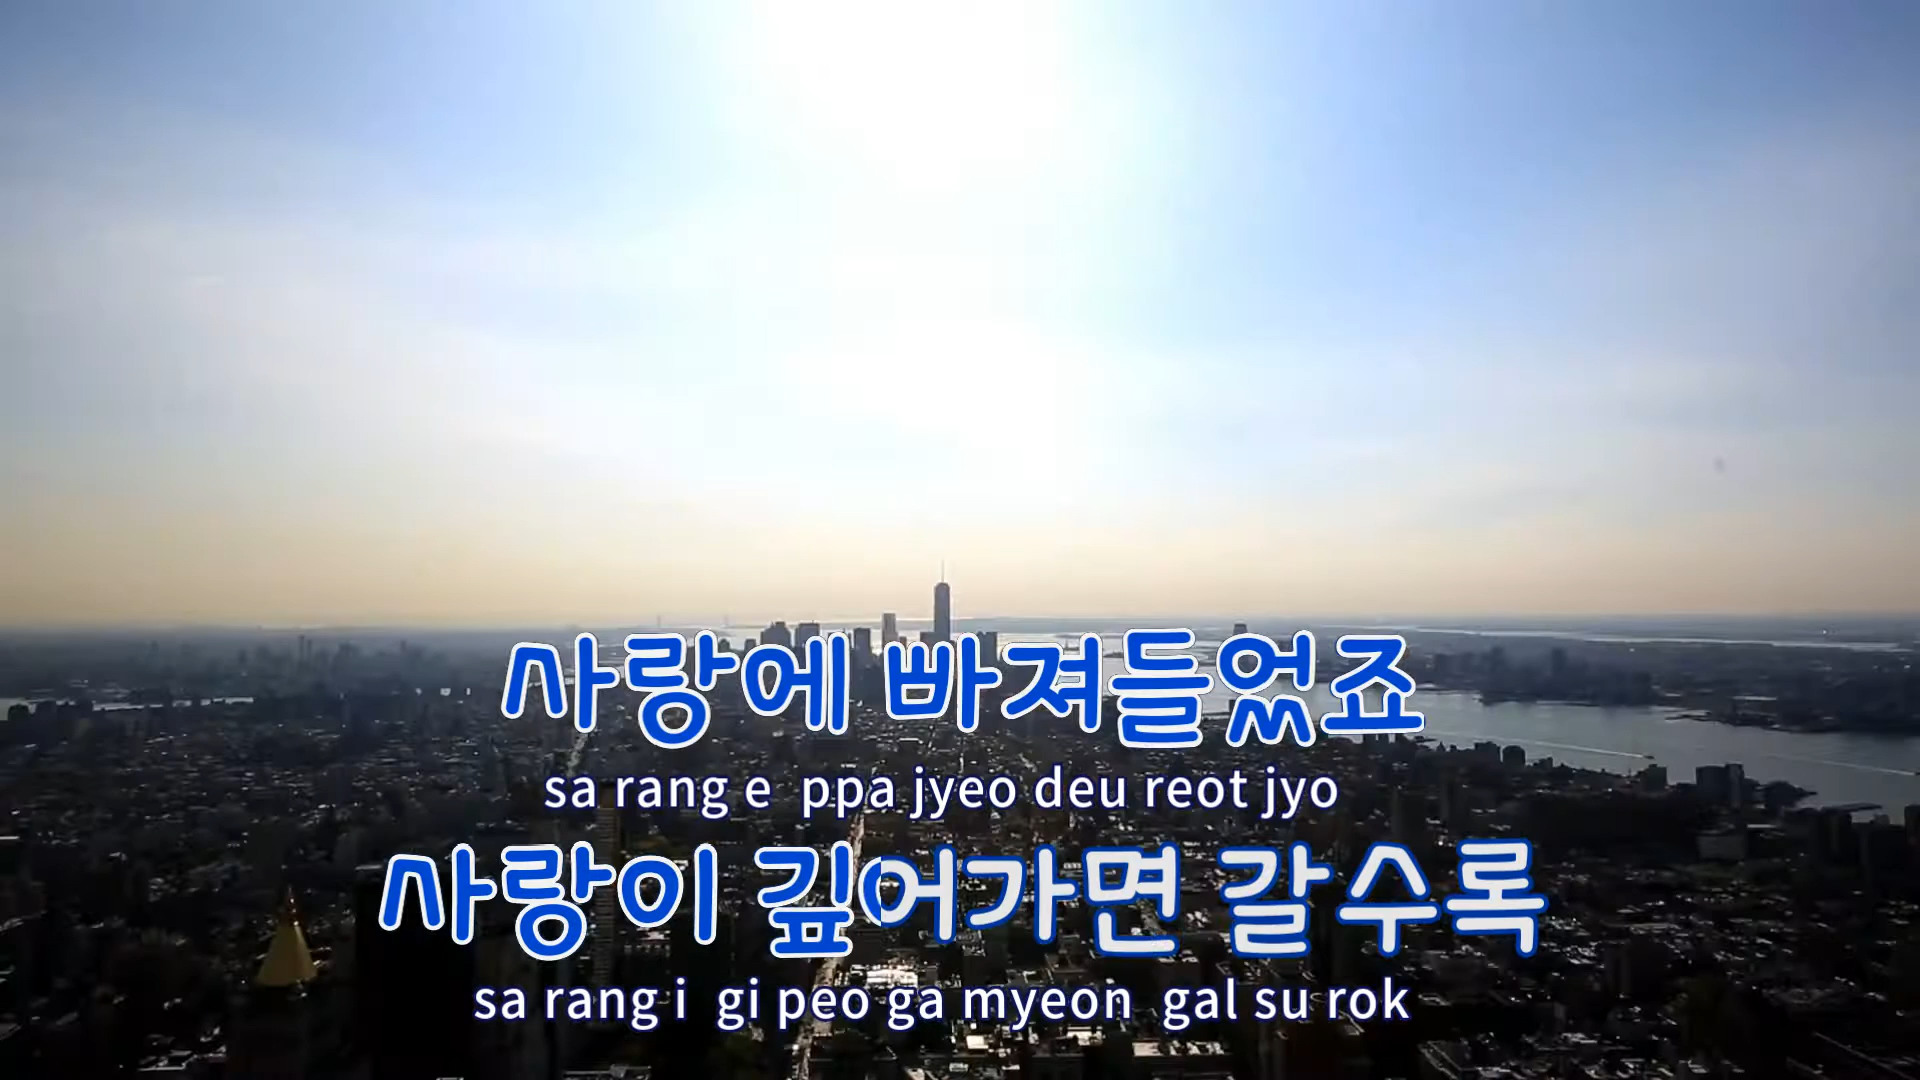 사랑에 빠져들었죠
sa rang e ppa jyeo deu reot jyo
사랑이 깊어가면 갈수록
sa rang i gi peo ga myeon gal su rok